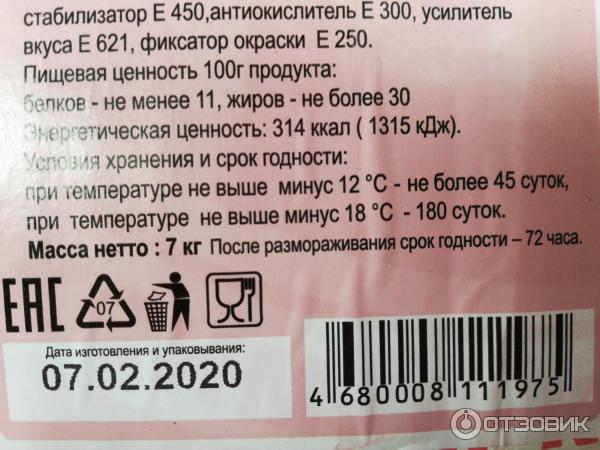 стабилизатор Е 450,антиокислитель Е 300, усилитель
вкуса Е 621, фиксатор окраски Е 250.
Пищевая ценность 100г продукта:
белков - не менее 11, жиров - не более 30
Энергетическая ценность: 314 ккал ( 1315 кДж).
Условия хранения и срок годности:
при температуре не выше минус 12 °С - не более 45 суток,
при температуре не выше минус 18 °С - 180 суток.
Масса нетто : 7 кг После размораживания срок годности – 72 часа.
EAC
07
Дата изготовления и упаковывания:
07.02.2020
4 680008 111975
ОТЗОВИК